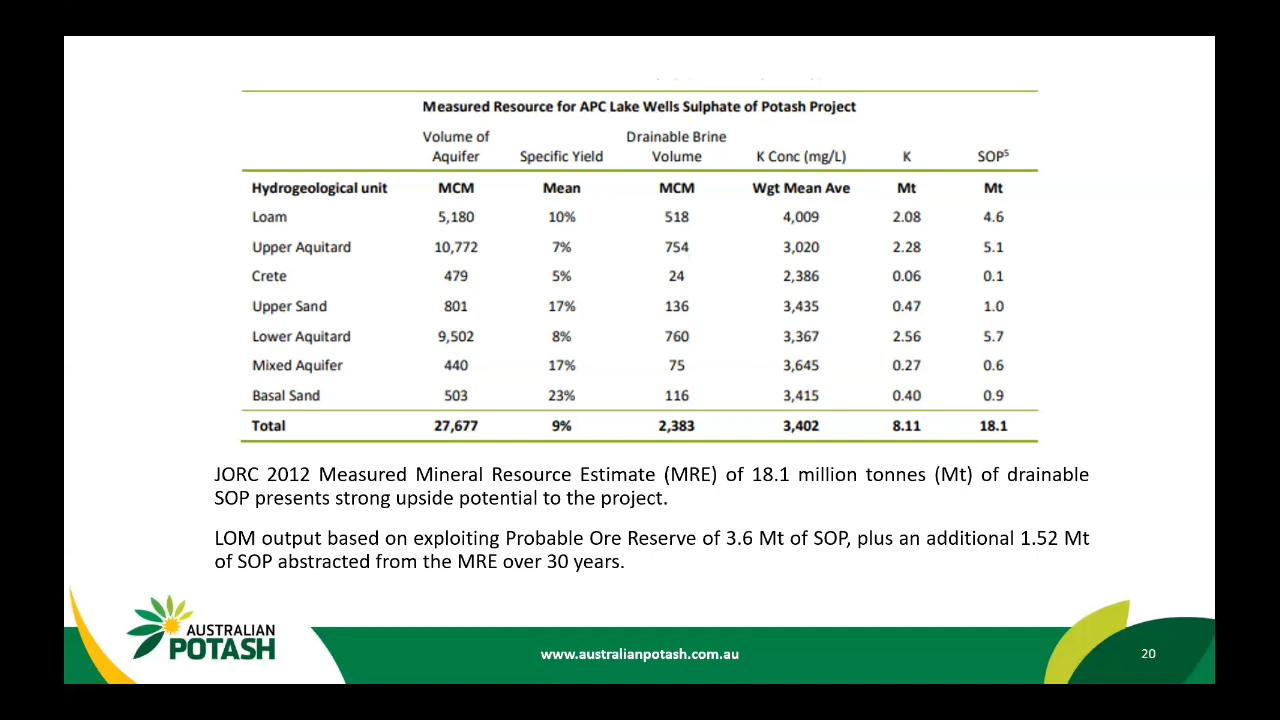 Measured Resource for APC Lake Wells Sulphate of Potash Project
Volume of Aquifer Specific Yield Drainable Brine Volume K Conc (mg/L) K SOP⁵
Hydrogeological unit MCM Mean MCM Wgt Mean Ave Mt Mt
Loam 5,180 10% 518 4,009 2.08 4.6
Upper Aquitard 10,772 7% 754 3,020 2.28 5.1
Crete 479 5% 24 2,386 0.06 0.1
Upper Sand 801 17% 136 3,435 0.47 1.0
Lower Aquitard 9,502 8% 760 3,367 2.56 5.7
Mixed Aquifer 440 17% 75 3,645 0.27 0.6
Basal Sand 503 23% 116 3,415 0.40 0.9
Total 27,677 9% 2,383 3,402 8.11 18.1
JORC 2012 Measured Mineral Resource Estimate (MRE) of 18.1 million tonnes (Mt) of drainable
SOP presents strong upside potential to the project.
LOM output based on exploiting Probable Ore Reserve of 3.6 Mt of SOP, plus an additional 1.52 Mt
of SOP abstracted from the MRE over 30 years.
AUSTRALIAN
POTASH
www.australianpotash.com.au
20